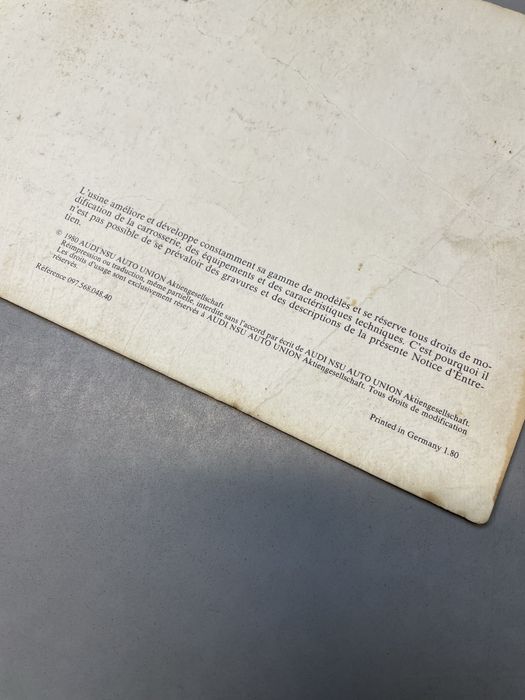 L'usine améliore et développe constamment sa gamme de modèles et se réserve tous droits de mo-
dification de la carrosserie, des équipements et des caractéristiques techniques. C'est pourquoi il
n'est pas possible de se prévaloir des gravures et des descriptions de la présente Notice d'Entre-
tien.
© 1980 AUDI NSU AUTO UNION Aktiengesellschaft
Réimpression ou traduction, même partielle, interdite sans l'accord par écrit de AUDI NSU AUTO UNION Aktiengesellschaft.
Les droits d'usage sont exclusivement réservés à AUDI NSU AUTO UNION Aktiengesellschaft. Tous droits de modification
réservés.
Référence 097.568.048.40
Printed in Germany 1.80